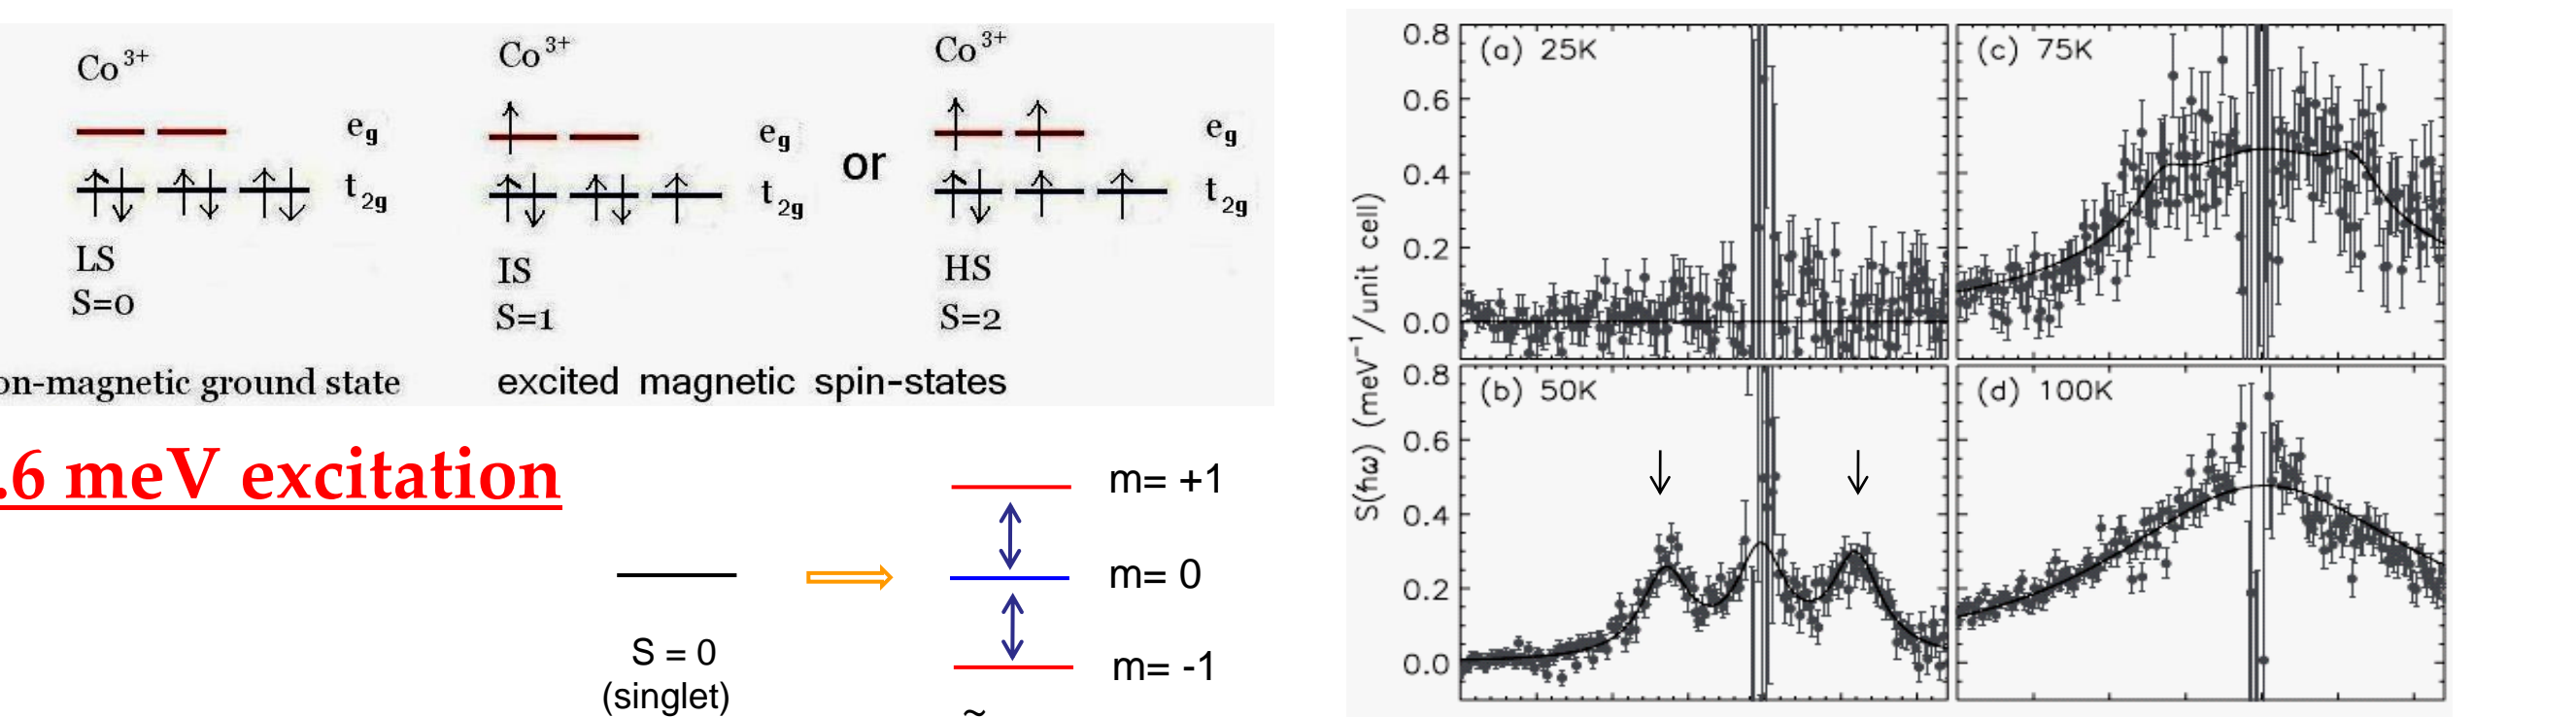 Co3+
eg
t2g
LS
S=0
Co3+
eg
t2g
IS
S=1
or
Co3+
eg
t2g
HS
S=2
on-magnetic ground state
excited magnetic spin-states
.6 meV excitation
S = 0
(singlet)
m= +1
m= 0
m= -1
~
S(ħω) (meV−1/unit cell)
(a) 25K
0.8
0.6
0.4
0.2
0.0
(c) 75K
(b) 50K
0.8
0.6
0.4
0.2
0.0
(d) 100K